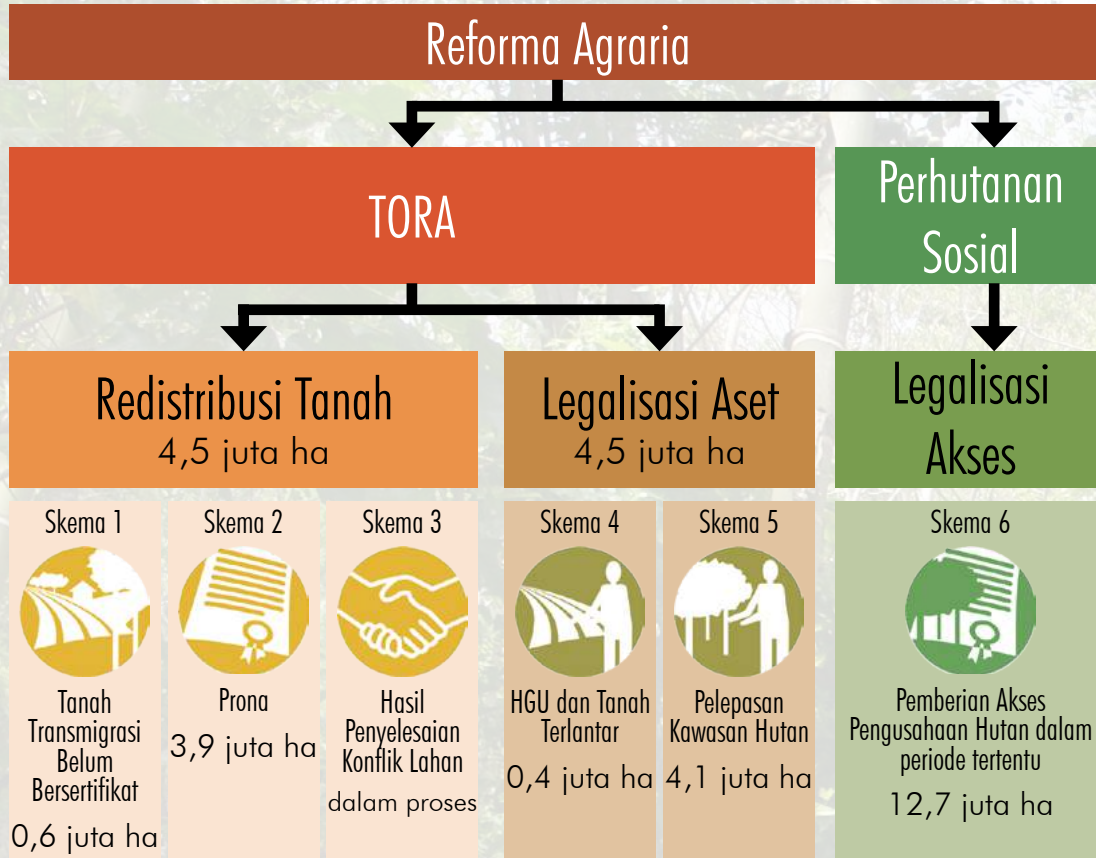 Reforma Agraria
TORA
Perhutanan
Sosial
Redistribusi Tanah
4,5 juta ha
Legalisasi Aset
4,5 juta ha
Legalisasi
Akses
Skema 1
Tanah
Transmigrasi
Belum
Bersertifikat
0,6 juta ha
Skema 2
Prona
3,9 juta ha
Skema 3
Hasil
Penyelesaian
Konflik Lahan
dalam proses
Skema 4
HGU dan Tanah
Terlantar
0,4 juta ha
Skema 5
Pelepasan
Kawasan Hutan
4,1 juta ha
Skema 6
Pemberian Akses
Pengusahaan Hutan dalam
periode tertentu
12,7 juta ha